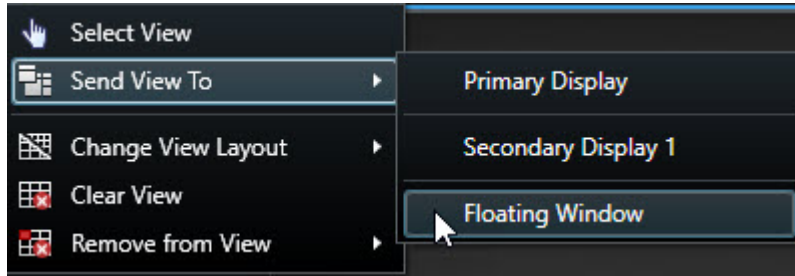 Select View
Send View To
Primary Display
Change View Layout
Secondary Display 1
Clear View
Floating Window
Remove from View